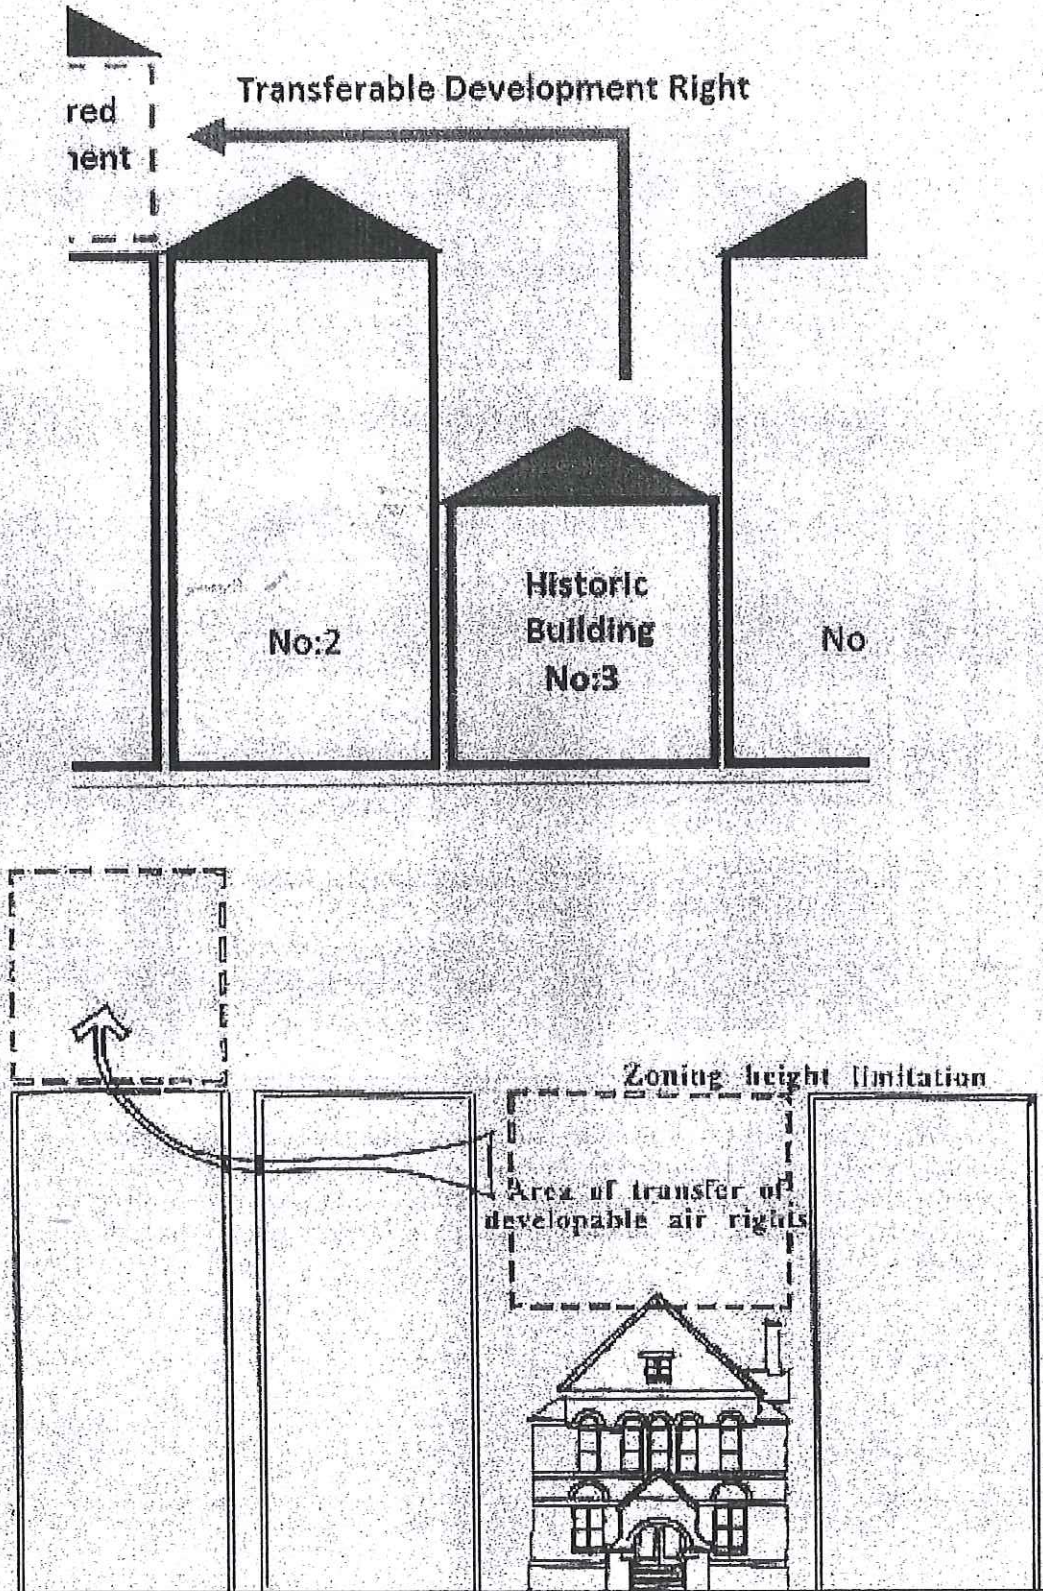 Transferable Development Right
red
nent
No:2
Historic
Building
No:3
No
Zoning height limitation
Area of transfer of
developable air rights